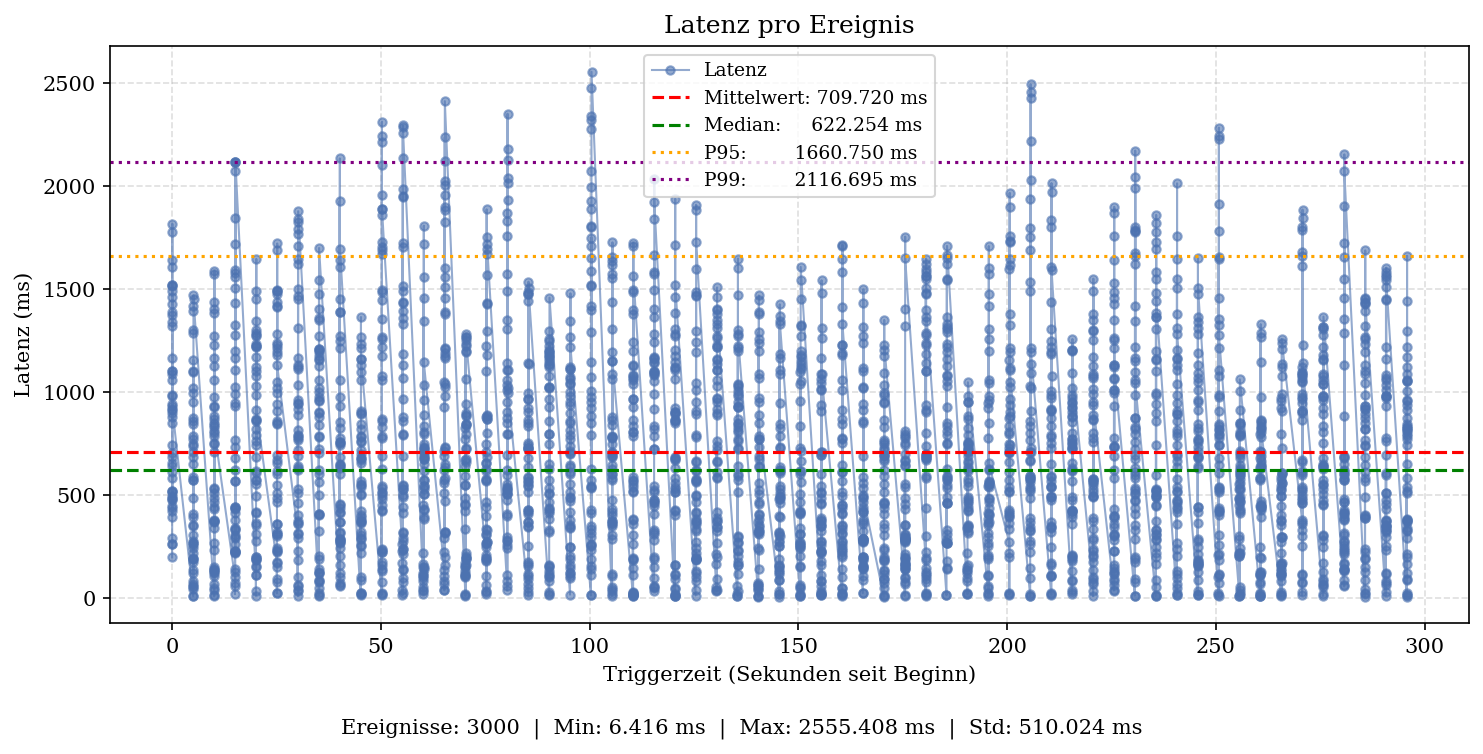 Latenz pro Ereignis
Latenz
Mittelwert: 709.720 ms
Median: 622.254 ms
P95: 1660.750 ms
P99: 2116.695 ms
Latenz (ms)
2500
2000
1500
1000
500
0
0 50 100 150 200 250 300
Triggerzeit (Sekunden seit Beginn)
Ereignisse: 3000 | Min: 6.416 ms | Max: 2555.408 ms | Std: 510.024 ms